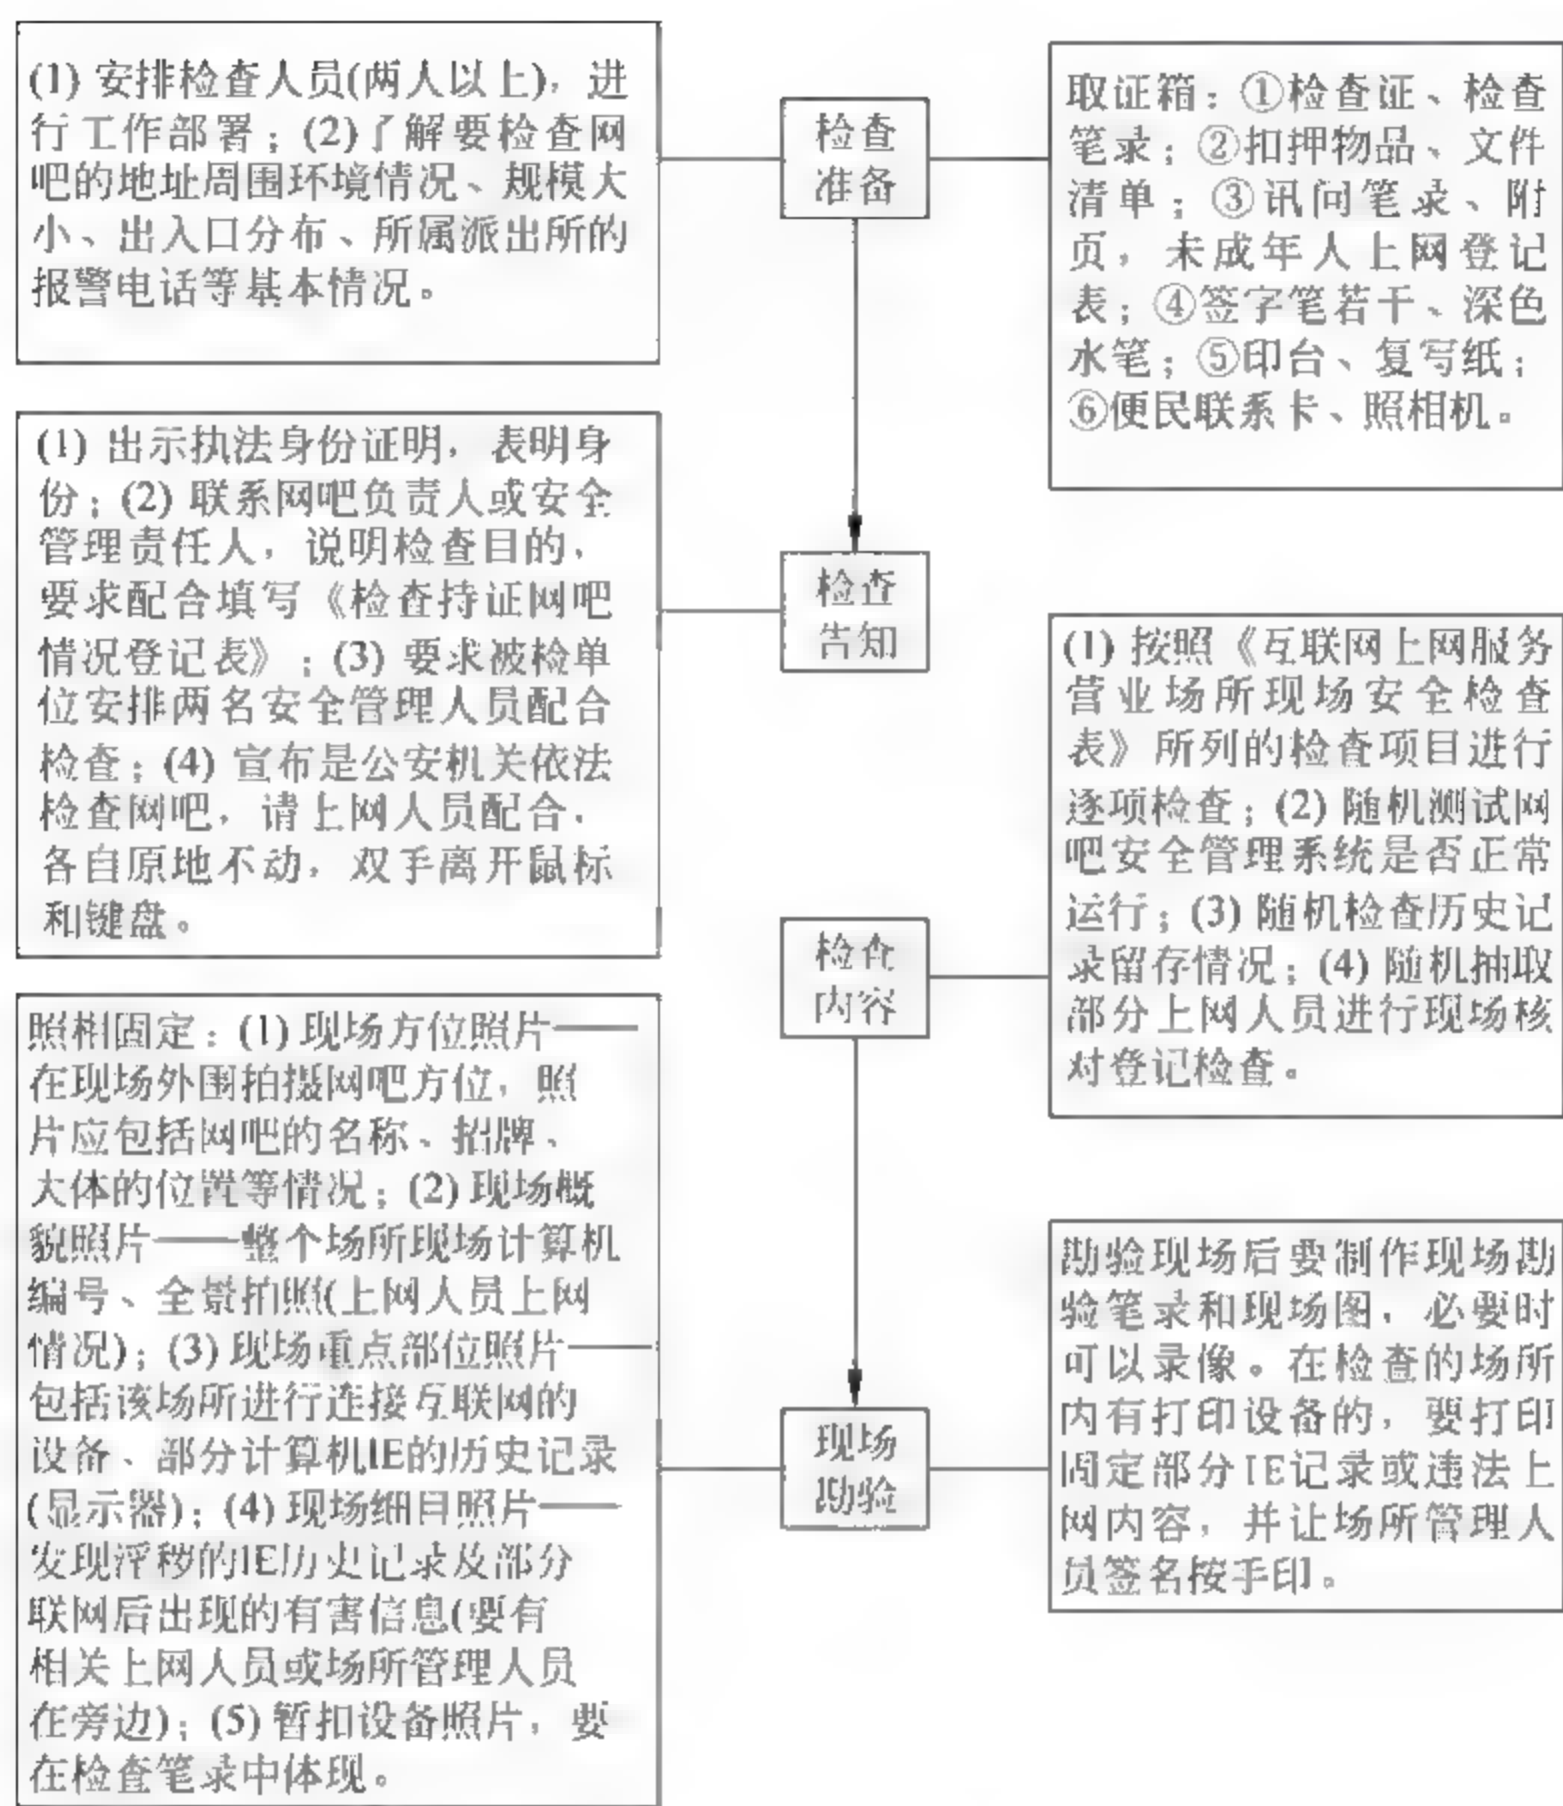 (1) 安排检查人员(两人以上)，进
行工作部署；(2)了解要检查网
吧的地址周围环境情况、规模大
小、出入口分布、所属派出所的
报警电话等基本情况。
检查
准备
取证箱：①检查证、检查
笔录；②扣押物品、文件
清单；③讯问笔录、附
页，未成年人上网登记
表；④签字笔若干、深色
水笔；⑤印台、复写纸；
⑥便民联系卡、照相机。
(1) 出示执法身份证明，表明身
份；(2) 联系网吧负责人或安全
管理责任人，说明检查目的，
要求配合填写《检查持证网吧
情况登记表》；(3) 要求被检单
位安排两名安全管理人员配合
检查；(4) 宣布是公安机关依法
检查网吧，请上网人员配合，
各自原地不动，双手离开鼠标
和键盘。
检查
告知
(1) 按照《互联网上网服务
营业场所现场安全检查
表》所列的检查项目进行
逐项检查；(2) 随机测试网
吧安全管理系统是否正常
运行；(3) 随机检查历史记
录留存情况；(4) 随机抽取
部分上网人员进行现场核
对登记检查。
检查
内容
照相固定：(1) 现场方位照片——
在现场外围拍摄网吧方位，照
片应包括网吧的名称、招牌、
大体的位置等情况；(2) 现场概
貌照片——整个场所现场计算机
编号、全景拍照(上网人员上网
情况)；(3) 现场重点部位照片——
包括该场所进行连接互联网的
设备、部分计算机IE的历史记录
(显示器)；(4) 现场细目照片——
发现淫秽的IE历史记录及部分
联网后出现的有害信息(要有
相关上网人员或场所管理人员
在旁边)；(5) 暂扣设备照片，要
在检查笔录中体现。
现场
勘验
勘验现场后要制作现场勘
验笔录和现场图，必要时
可以录像。在检查的场所
内有打印设备的，要打印
固定部分IE记录或违法上
网内容，并让场所管理人
员签名按手印。